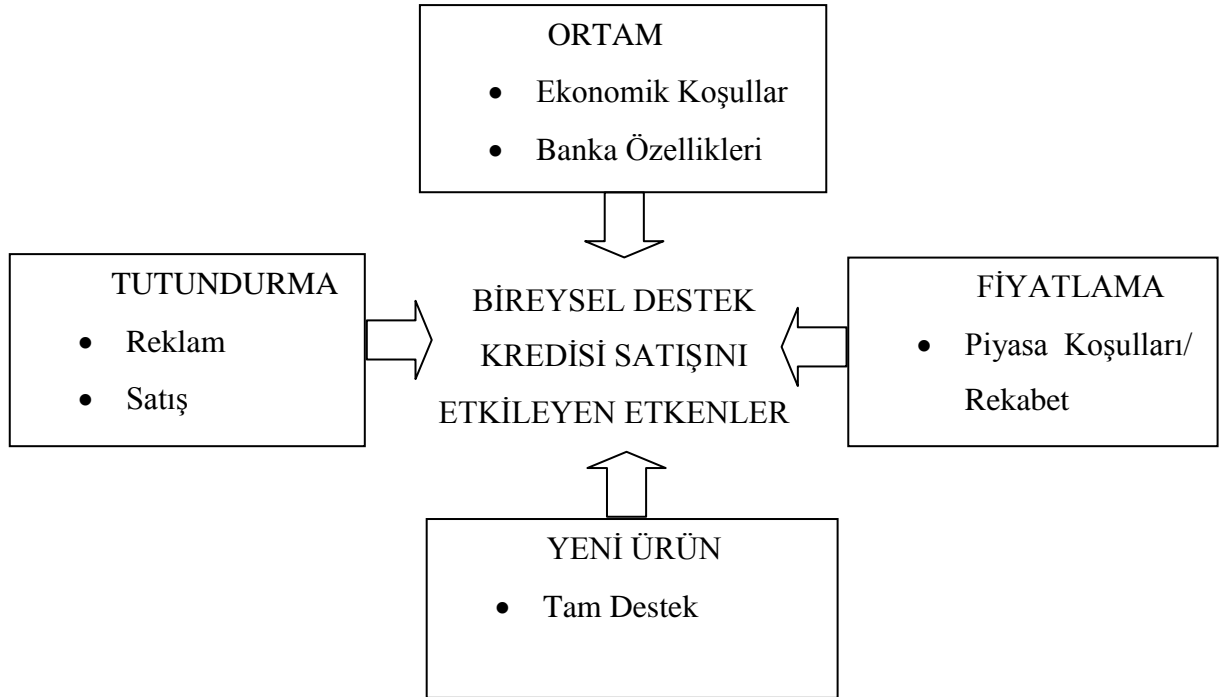 ORTAM
• Ekonomik Koşullar
• Banka Özellikleri
TUTUNDURMA
• Reklam
• Satış
BİREYSEL DESTEK
KREDİSİ SATIŞINI
ETKİLEYEN ETKENLER
FİYATLAMA
• Piyasa Koşulları/
Rekabet
YENİ ÜRÜN
• Tam Destek